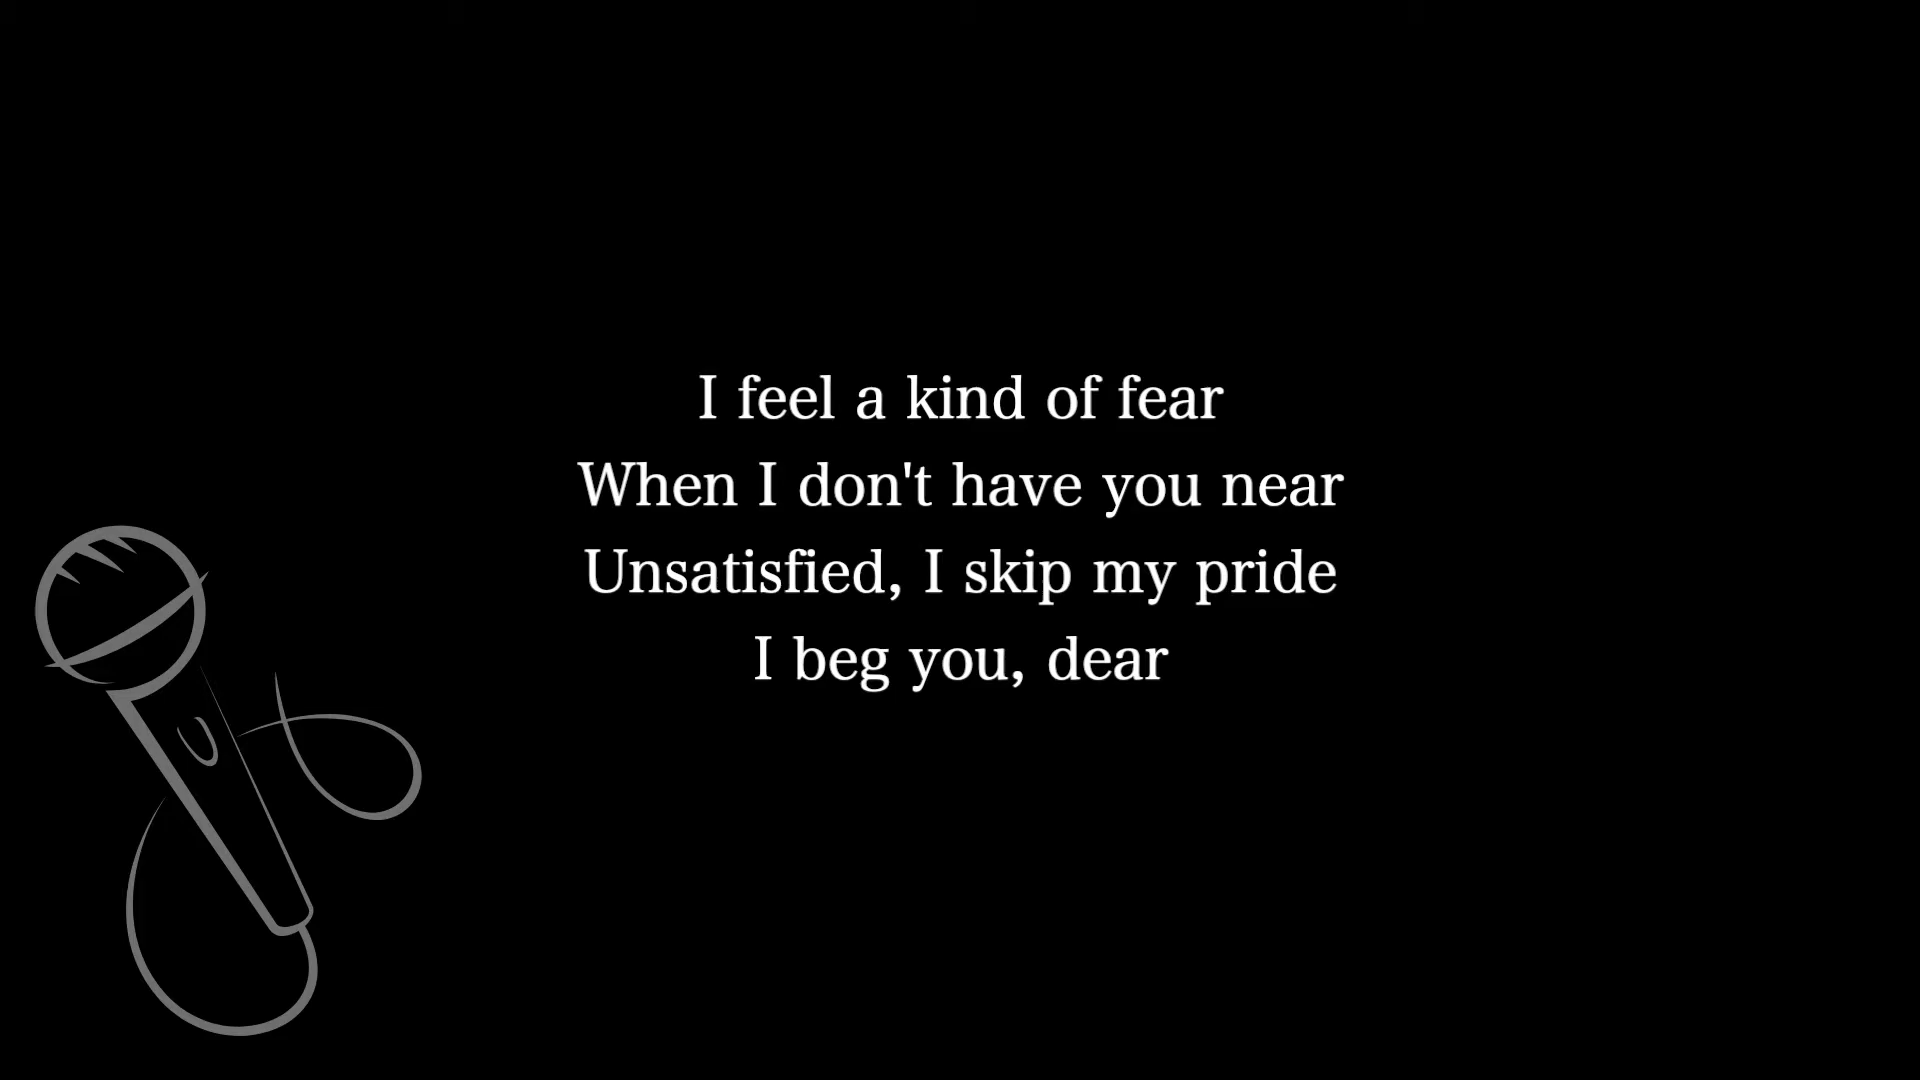 I feel a kind of fear
When I don't have you near
Unsatisfied, I skip my pride
I beg you, dear